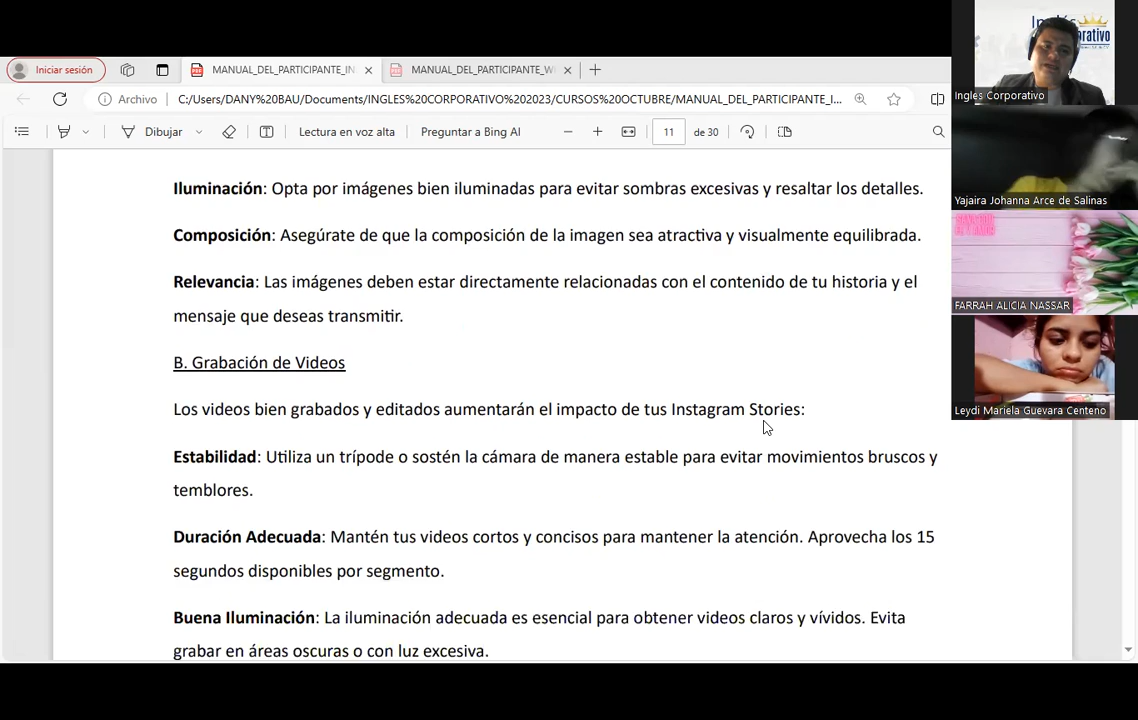 Iniciar sesión
MANUAL_DEL_PARTICIPANTE_IN
MANUAL_DEL_PARTICIPANTE_W
Archivo
C:/Users/DANY%20BAU/Documents/INGLES%20CORPORATIVO%202023/CURSOS%20OCTUBRE/MANUAL_DEL_PARTICIPANTE_I...
Dibujar
Lectura en voz alta
Preguntar a Bing AI
11
de 30
Iluminación: Opta por imágenes bien iluminadas para evitar sombras excesivas y resaltar los detalles.
Composición: Asegúrate de que la composición de la imagen sea atractiva y visualmente equilibrada.
Relevancia: Las imágenes deben estar directamente relacionadas con el contenido de tu historia y el
mensaje que deseas transmitir.
B. Grabación de Videos
Los videos bien grabados y editados aumentarán el impacto de tus Instagram Stories:
Estabilidad: Utiliza un trípode o sostén la cámara de manera estable para evitar movimientos bruscos y
temblores.
Duración Adecuada: Mantén tus videos cortos y concisos para mantener la atención. Aprovecha los 15
segundos disponibles por segmento.
Buena Iluminación: La iluminación adecuada es esencial para obtener videos claros y vívidos. Evita
grabar en áreas oscuras o con luz excesiva.
Ingles Corporativo
Yajaira Johanna Arce de Salinas
FARRAH ALICIA NASSAR
Leydi Mariela Guevara Centeno